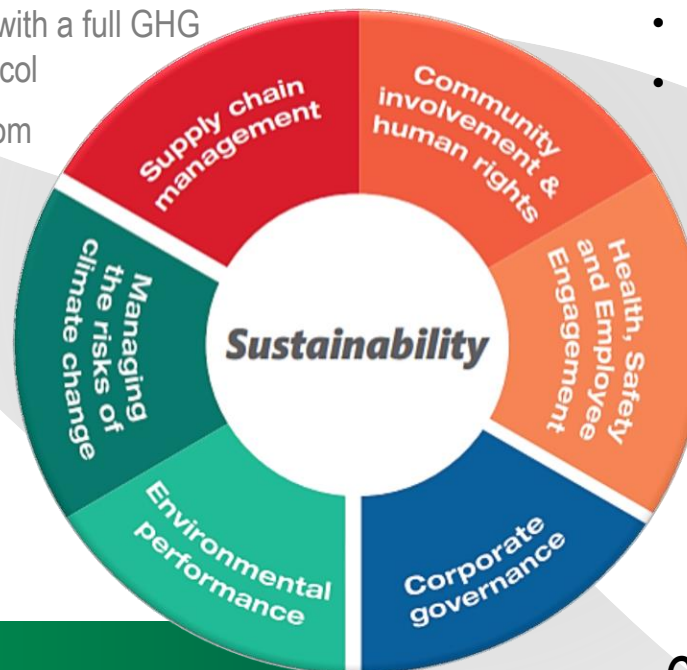 with a full GHG
col
om
Supply chain
management
Community
involvement &
human rights
Health, Safety
and Employee
Engagement
Corporate
governance
Environmental
performance
Managing
the risks of
climate change
Sustainability